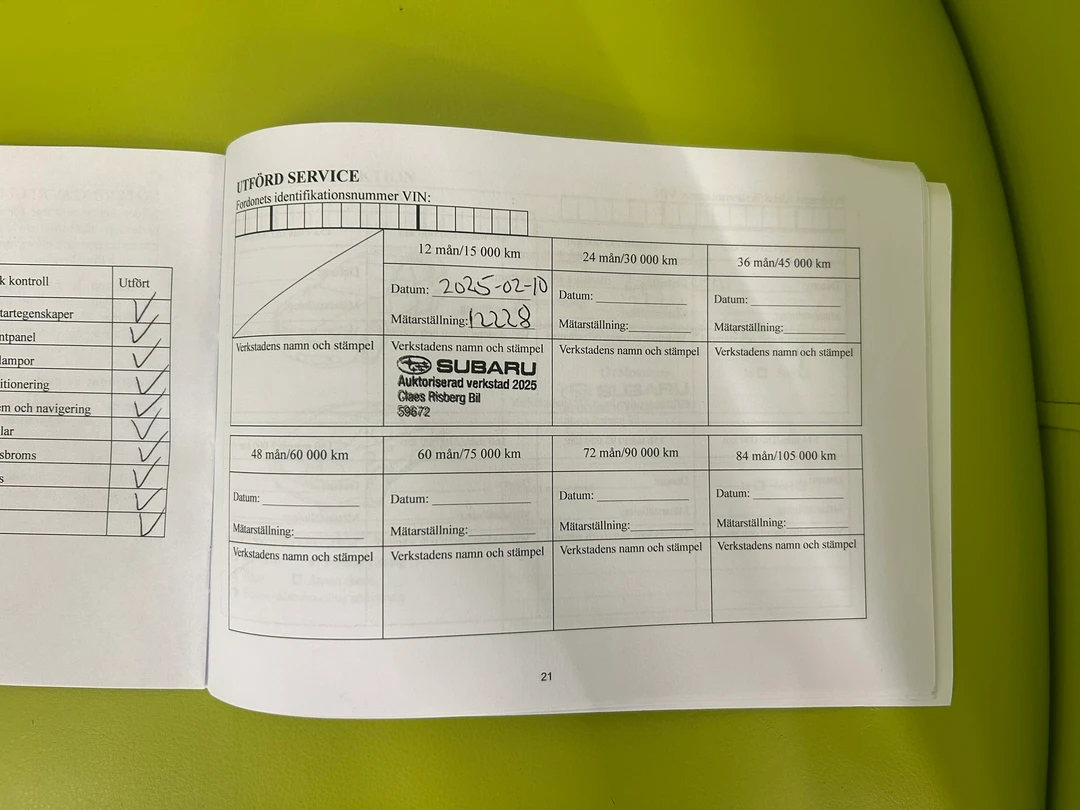 k kontroll
Utfört
tartegenskaper
ntpanel
lampor
itionering
em och navigering
lar
sbroms
s
UTFÖRD SERVICE
Fordonets identifikationsnummer VIN:
12 mån/15 000 km
24 mån/30 000 km
36 mån/45 000 km
Datum: 2025-02-10
Datum:
Datum:
Mätarställning: 12228
Mätarställning:
Mätarställning:
Verkstadens namn och stämpel
Verkstadens namn och stämpel
Verkstadens namn och stämpel
Verkstadens namn och stämpel
SUBARU
Auktoriserad verkstad 2025
Claes Risberg Bil
59672
48 mån/60 000 km
60 mån/75 000 km
72 mån/90 000 km
84 mån/105 000 km
Datum:
Datum:
Datum:
Datum:
Mätarställning:
Mätarställning:
Mätarställning:
Mätarställning:
Verkstadens namn och stämpel
Verkstadens namn och stämpel
Verkstadens namn och stämpel
Verkstadens namn och stämpel
21